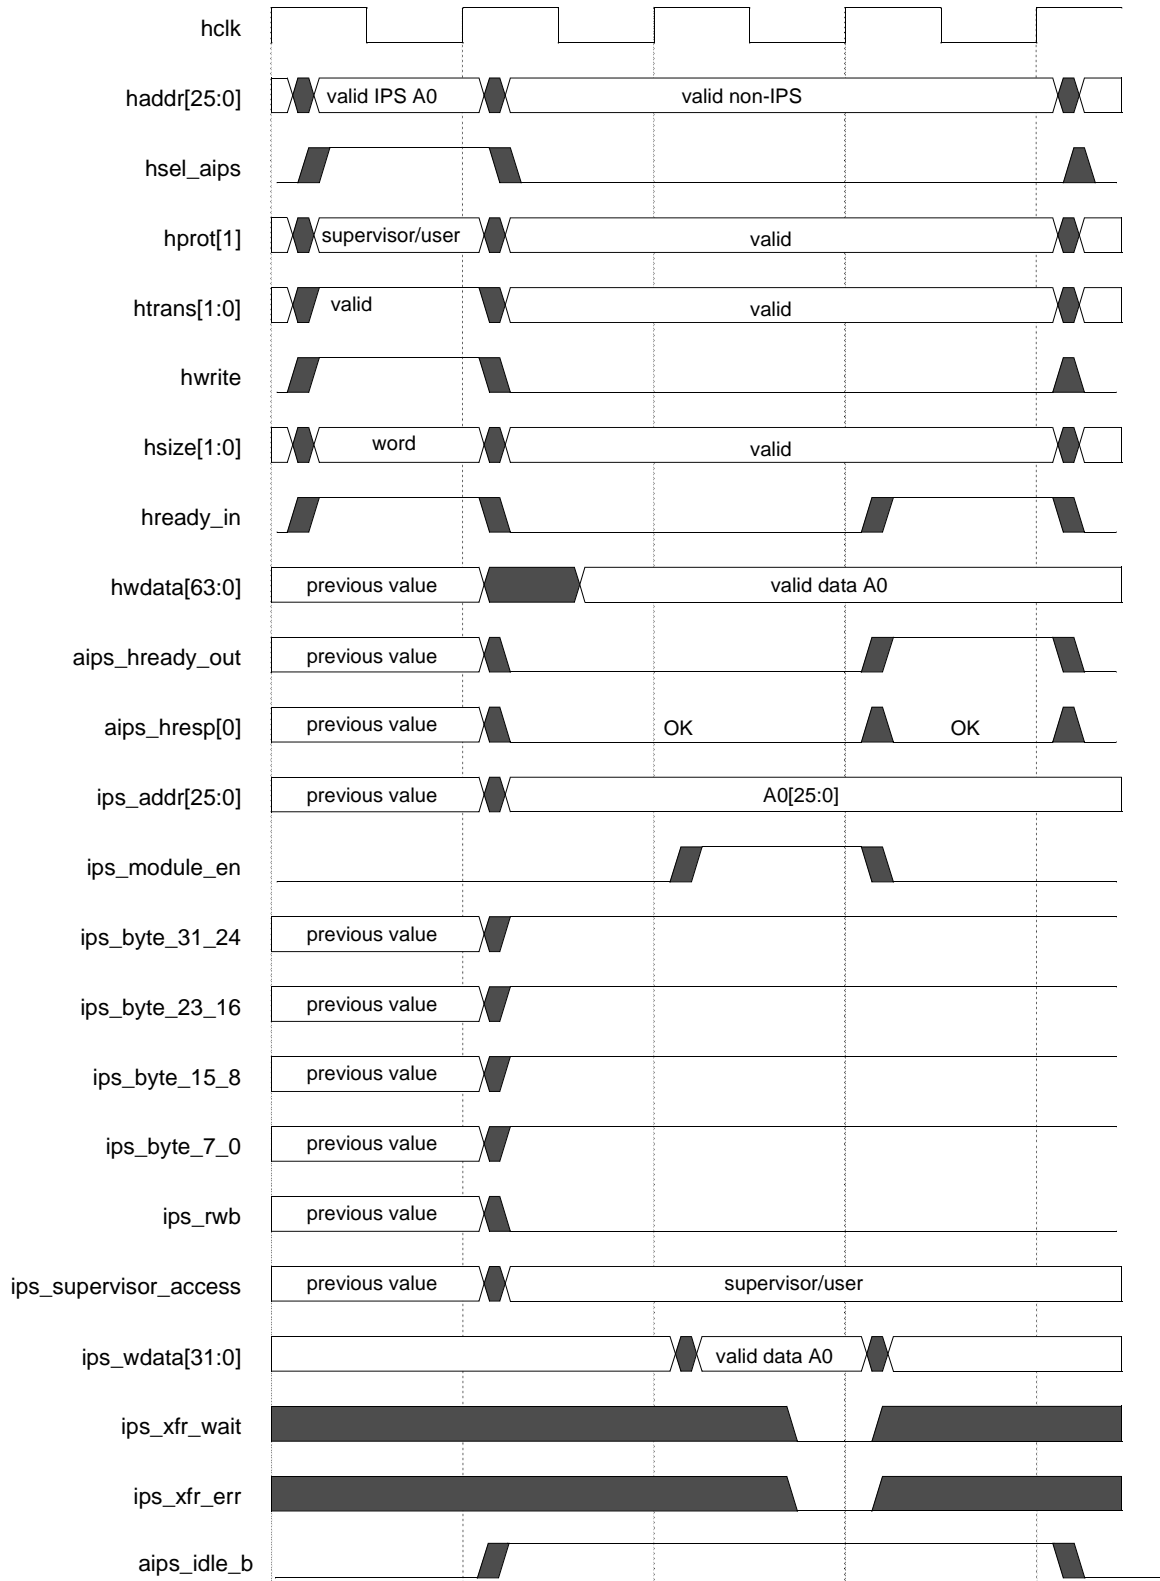 hclk
haddr[25:0] valid IPS A0 valid non-IPS
hsel_aips
hprot[1] supervisor/user valid
htrans[1:0] valid valid
hwrite
hsize[1:0] word valid
hready_in
hwdata[63:0] previous value valid data A0
aips_hready_out previous value
aips_hresp[0] previous value OK OK
ips_addr[25:0] previous value A0[25:0]
ips_module_en
ips_byte_31_24 previous value
ips_byte_23_16 previous value
ips_byte_15_8 previous value
ips_byte_7_0 previous value
ips_rwb previous value
ips_supervisor_access previous value supervisor/user
ips_wdata[31:0] valid data A0
ips_xfr_wait
ips_xfr_err
aips_idle_b